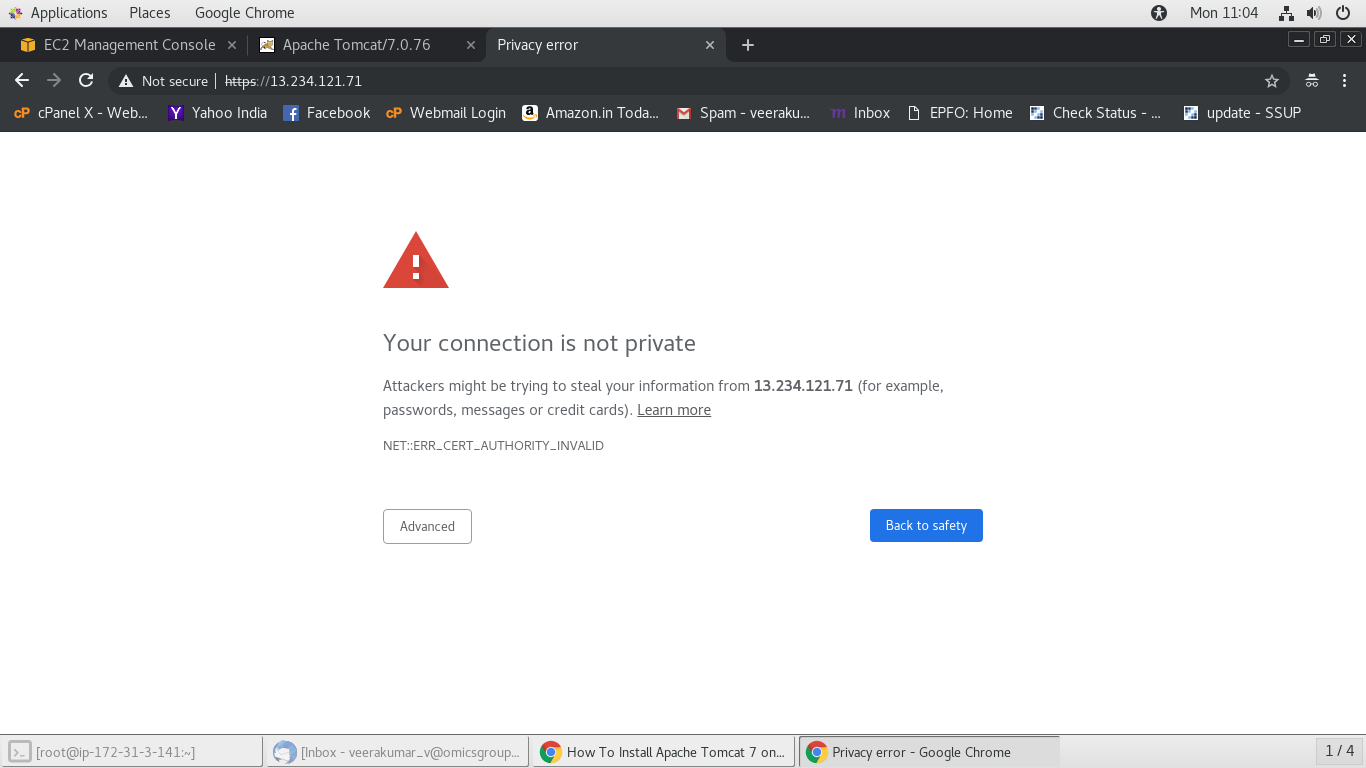 Applications Places Google Chrome Mon 11:04
EC2 Management Console Apache Tomcat/7.0.76 Privacy error
Not secure https://13.234.121.71
cP cPanel X - Web... Y Yahoo India f Facebook cP Webmail Login a Amazon.in Toda... Spam - veeraku... m Inbox EPFO: Home Check Status - ... update - SSUP
Your connection is not private
Attackers might be trying to steal your information from 13.234.121.71 (for example,
passwords, messages or credit cards). Learn more
NET::ERR_CERT_AUTHORITY_INVALID
Advanced Back to safety
[root@ip-172-31-3-141:~] [Inbox - veerakumar_v@omicsgroup... How To Install Apache Tomcat 7 on... Privacy error - Google Chrome 1 / 4